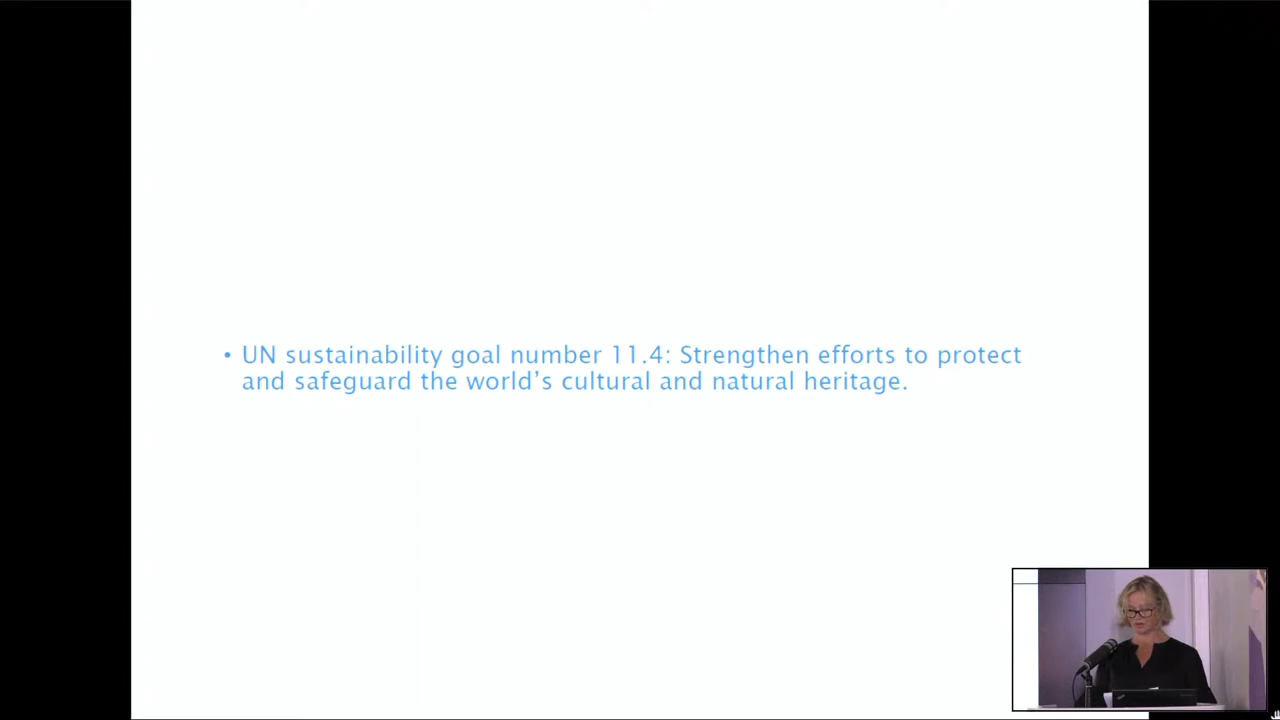 • UN sustainability goal number 11.4: Strengthen efforts to protect
and safeguard the world’s cultural and natural heritage.